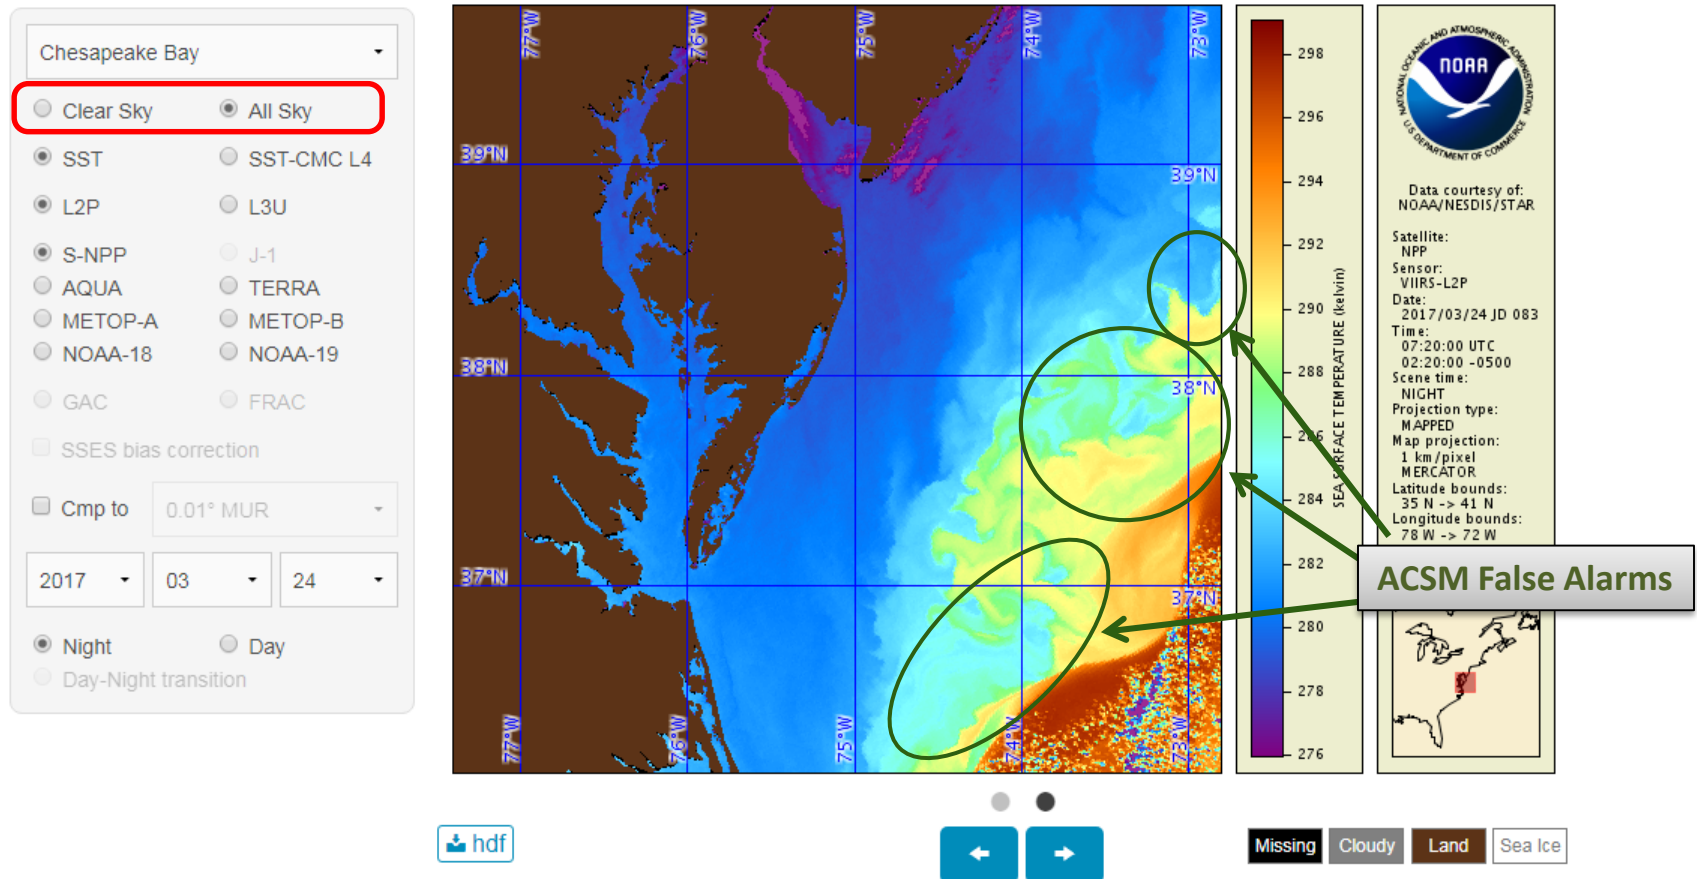 Chesapeake Bay
Clear Sky
All Sky
SST
SST-CMC L4
L2P
L3U
S-NPP
J-1
AQUA
TERRA
METOP-A
METOP-B
NOAA-18
NOAA-19
GAC
FRAC
SSES bias correction
Cmp to
0.01° MUR
2017
03
24
Night
Day
Day-Night transition
77°W
76°W
75°W
74°W
73°W
39°N
39°N
38°N
38°N
37°N
37°N
77°W
76°W
75°W
74°W
73°W
298
296
294
292
290
288
286
284
282
280
278
276
SEA SURFACE TEMPERATURE (kelvin)
NATIONAL OCEANIC AND ATMOSPHERIC ADMINISTRATION
NOAA
U.S. DEPARTMENT OF COMMERCE
Data courtesy of:
NOAA/NESDIS/STAR
Satellite:
NPP
Sensor:
VIIRS-L2P
Date:
2017/03/24 JD 083
Time:
07:20:00 UTC
02:20:00 -0500
Scene time:
NIGHT
Projection type:
MAPPED
Map projection:
1 km/pixel
MERCATOR
Latitude bounds:
35 N -> 41 N
Longitude bounds:
78 W -> 72 W
ACSM False Alarms
hdf
Missing
Cloudy
Land
Sea Ice